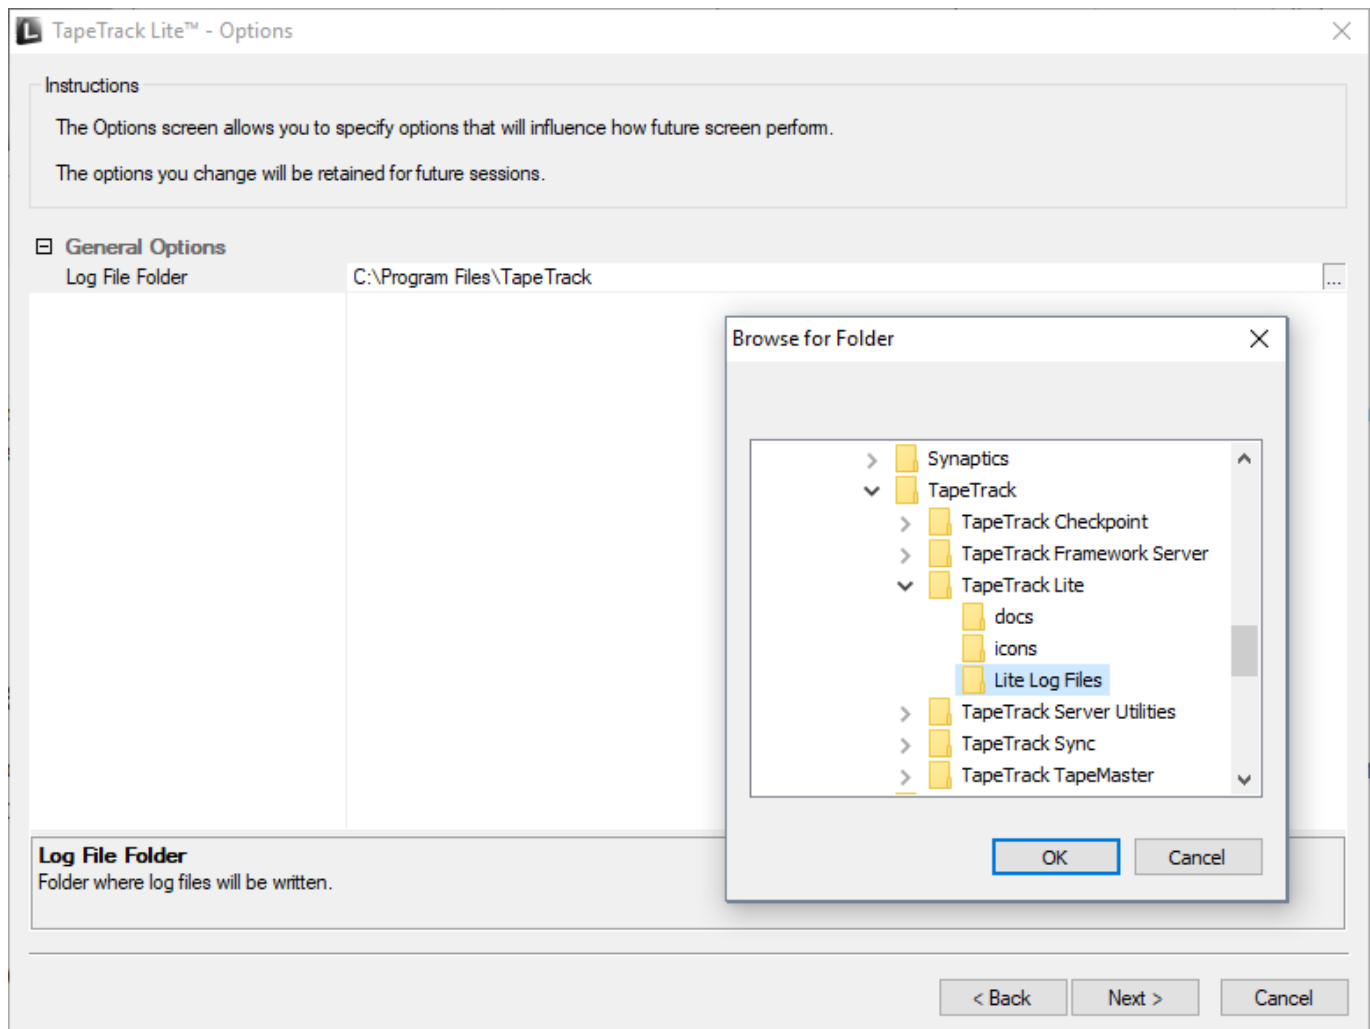 TapeTrack Lite™ - Options
Instructions
The Options screen allows you to specify options that will influence how future screen perform.
The options you change will be retained for future sessions.
General Options
Log File Folder C:\Program Files\TapeTrack ...
Browse for Folder
Synaptics
TapeTrack
TapeTrack Checkpoint
TapeTrack Framework Server
TapeTrack Lite
docs
icons
Lite Log Files
TapeTrack Server Utilities
TapeTrack Sync
TapeTrack TapeMaster
OK Cancel
Log File Folder
Folder where log files will be written.
< Back Next > Cancel